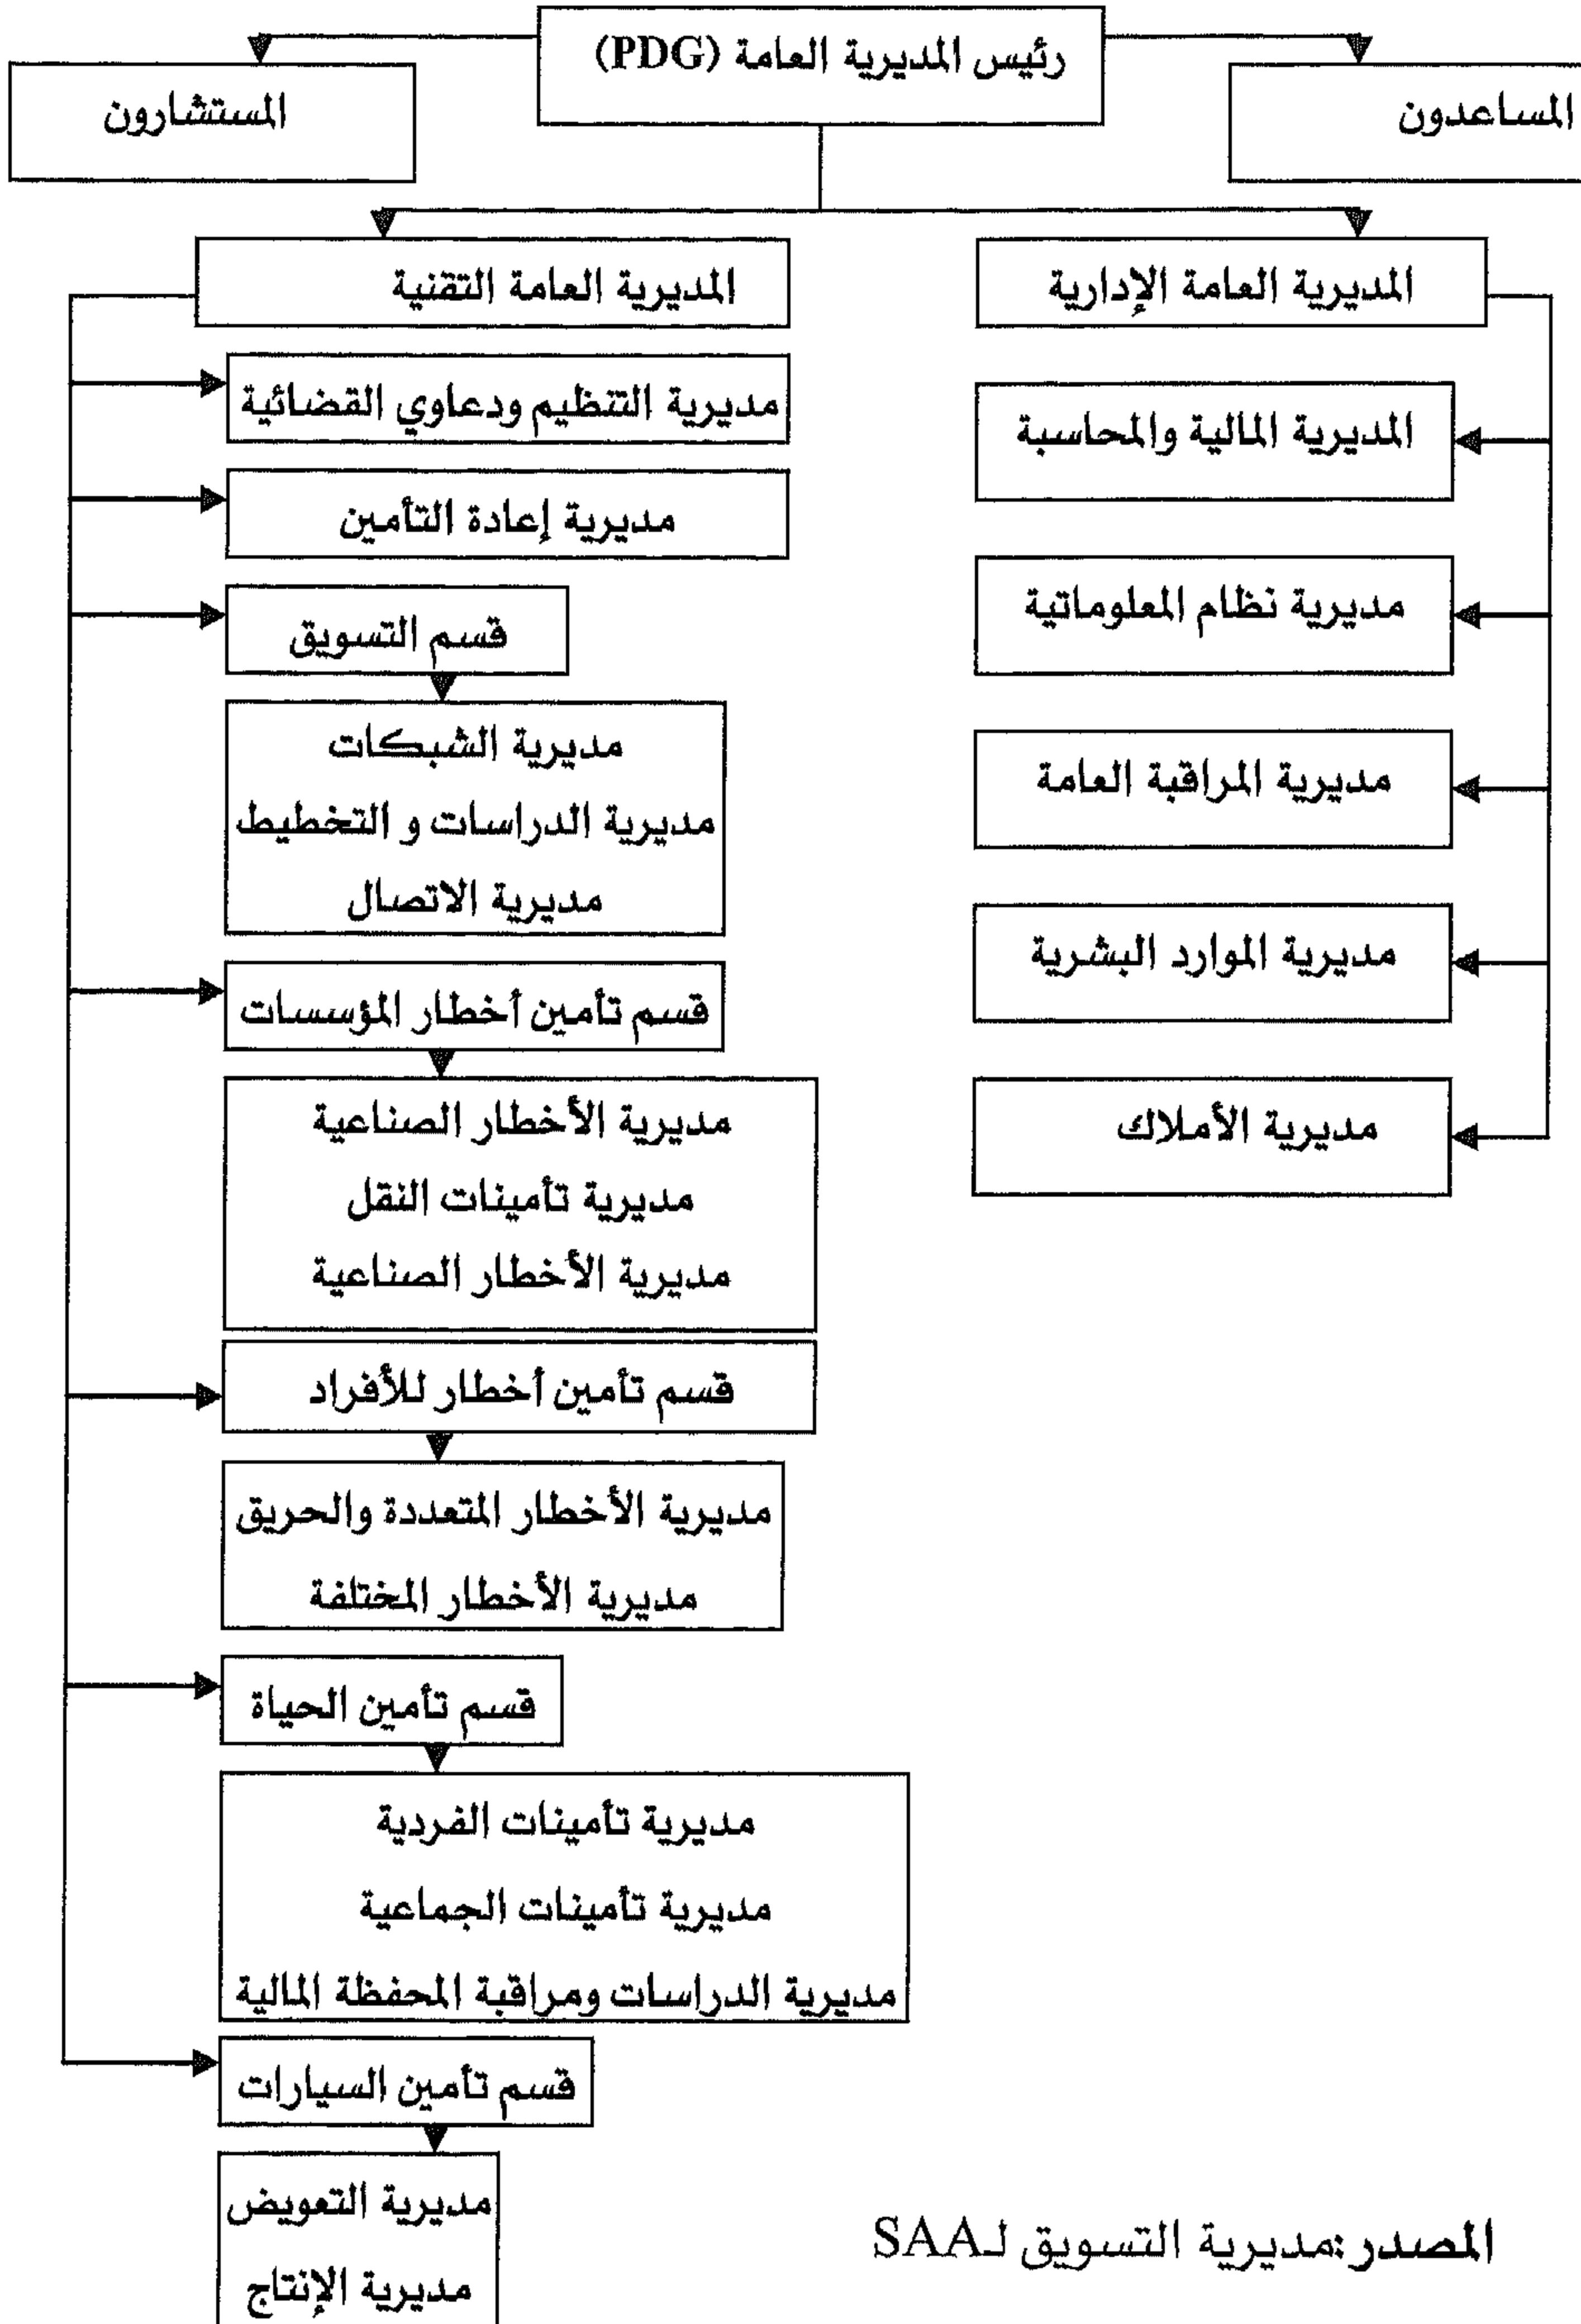 رئيس المديرية العامة (PDG)
المساعدون
المستشارون
المديرية العامة الإدارية
المديرية المالية والمحاسبة
مديرية نظام المعلوماتية
مديرية المراقبة العامة
مديرية الموارد البشرية
مديرية الأملاك
المديرية العامة التقنية
مديرية التنظيم ودعاوي القضائية
مديرية إعادة التأمين
قسم التسويق
مديرية الشبكات
مديرية الدراسات و التخطيط
مديرية الاتصال
قسم تأمين أخطار المؤسسات
مديرية الأخطار الصناعية
مديرية تأمينات النقل
مديرية الأخطار الصناعية
قسم تأمين أخطار للأفراد
مديرية الأخطار المتعددة والحريق
مديرية الأخطار المختلفة
قسم تأمين الحياة
مديرية تأمينات الفردية
مديرية تأمينات الجماعية
مديرية الدراسات ومراقبة المحفظة المالية
قسم تأمين السيارات
مديرية التعويض
مديرية الإنتاج
المصدر:مديرية التسويق لـSAA